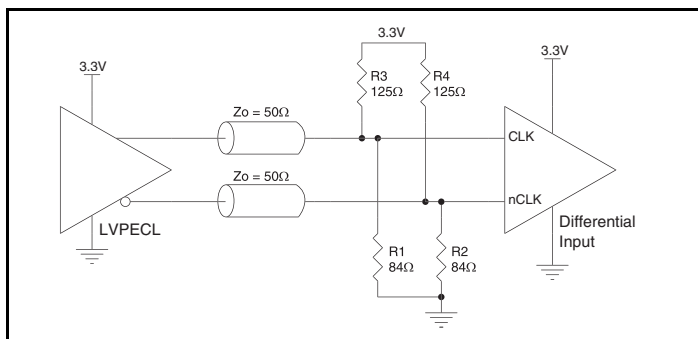 3.3V
3.3V
3.3V
R3
125Ω
R4
125Ω
Zo = 50Ω
CLK
Zo = 50Ω
nCLK
LVPECL
Differential
Input
R1
84Ω
R2
84Ω